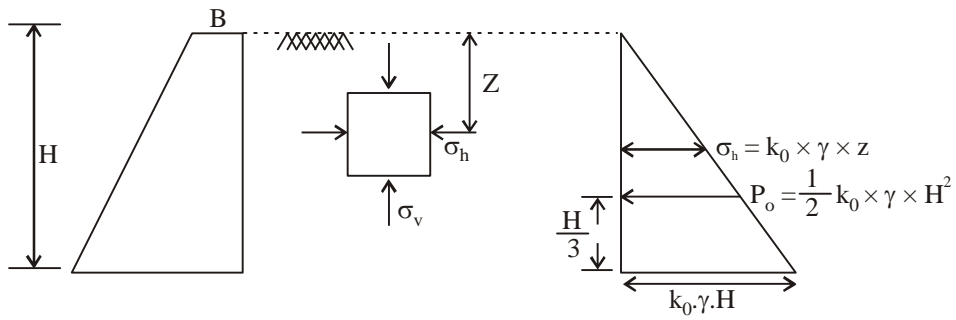 B
H
Z
σh
σv
σh = k0 × γ × z
Po = 1/2 k0 × γ × H²
H/3
k0.γ.H